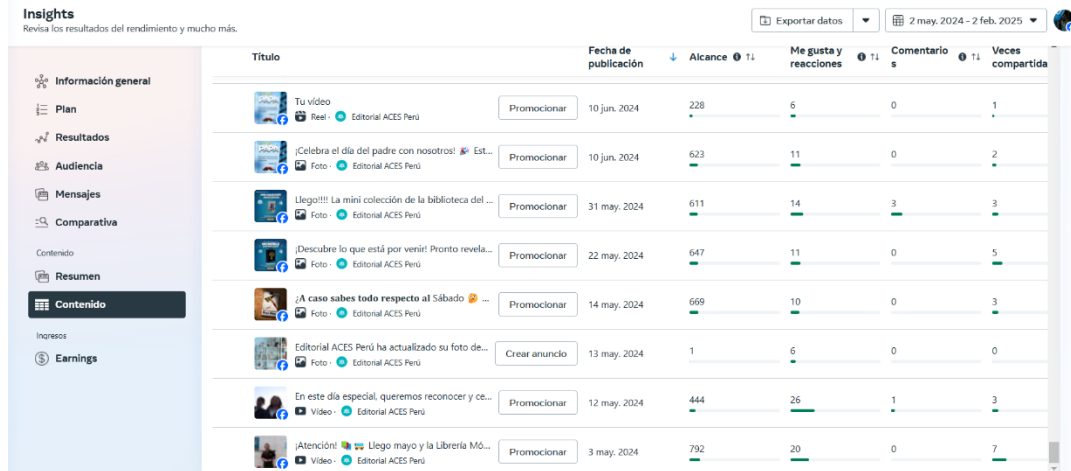 Insights
Revisa los resultados del rendimiento y mucho más.
Exportar datos
2 may. 2024 - 2 feb. 2025
Información general
Plan
Resultados
Audiencia
Mensajes
Comparativa
Contenido
Resumen
Contenido
Ingresos
Earnings
Título Fecha de publicación Alcance Me gusta y reacciones Comentario s Veces compartida
Tu vídeo
Reel · Editorial ACES Perú
Promocionar 10 jun. 2024 228 6 0 1
¡Celebra el día del padre con nosotros! 🎉 Est...
Foto · Editorial ACES Perú
Promocionar 10 jun. 2024 623 11 0 2
Llego!!!! La mini colección de la biblioteca del ...
Foto · Editorial ACES Perú
Promocionar 31 may. 2024 611 14 3 3
¡Descubre lo que está por venir! Pronto revela...
Foto · Editorial ACES Perú
Promocionar 22 may. 2024 647 11 0 5
¿A caso sabes todo respecto al Sábado 🤔 ...
Foto · Editorial ACES Perú
Promocionar 14 may. 2024 669 10 0 3
Editorial ACES Perú ha actualizado su foto de...
Foto · Editorial ACES Perú
Crear anuncio 13 may. 2024 1 6 0 0
En este día especial, queremos reconocer y ce...
Vídeo · Editorial ACES Perú
Promocionar 12 may. 2024 444 26 1 3
¡Atención! 📚 🚐 Llego mayo y la Librería Mó...
Vídeo · Editorial ACES Perú
Promocionar 3 may. 2024 792 20 0 7